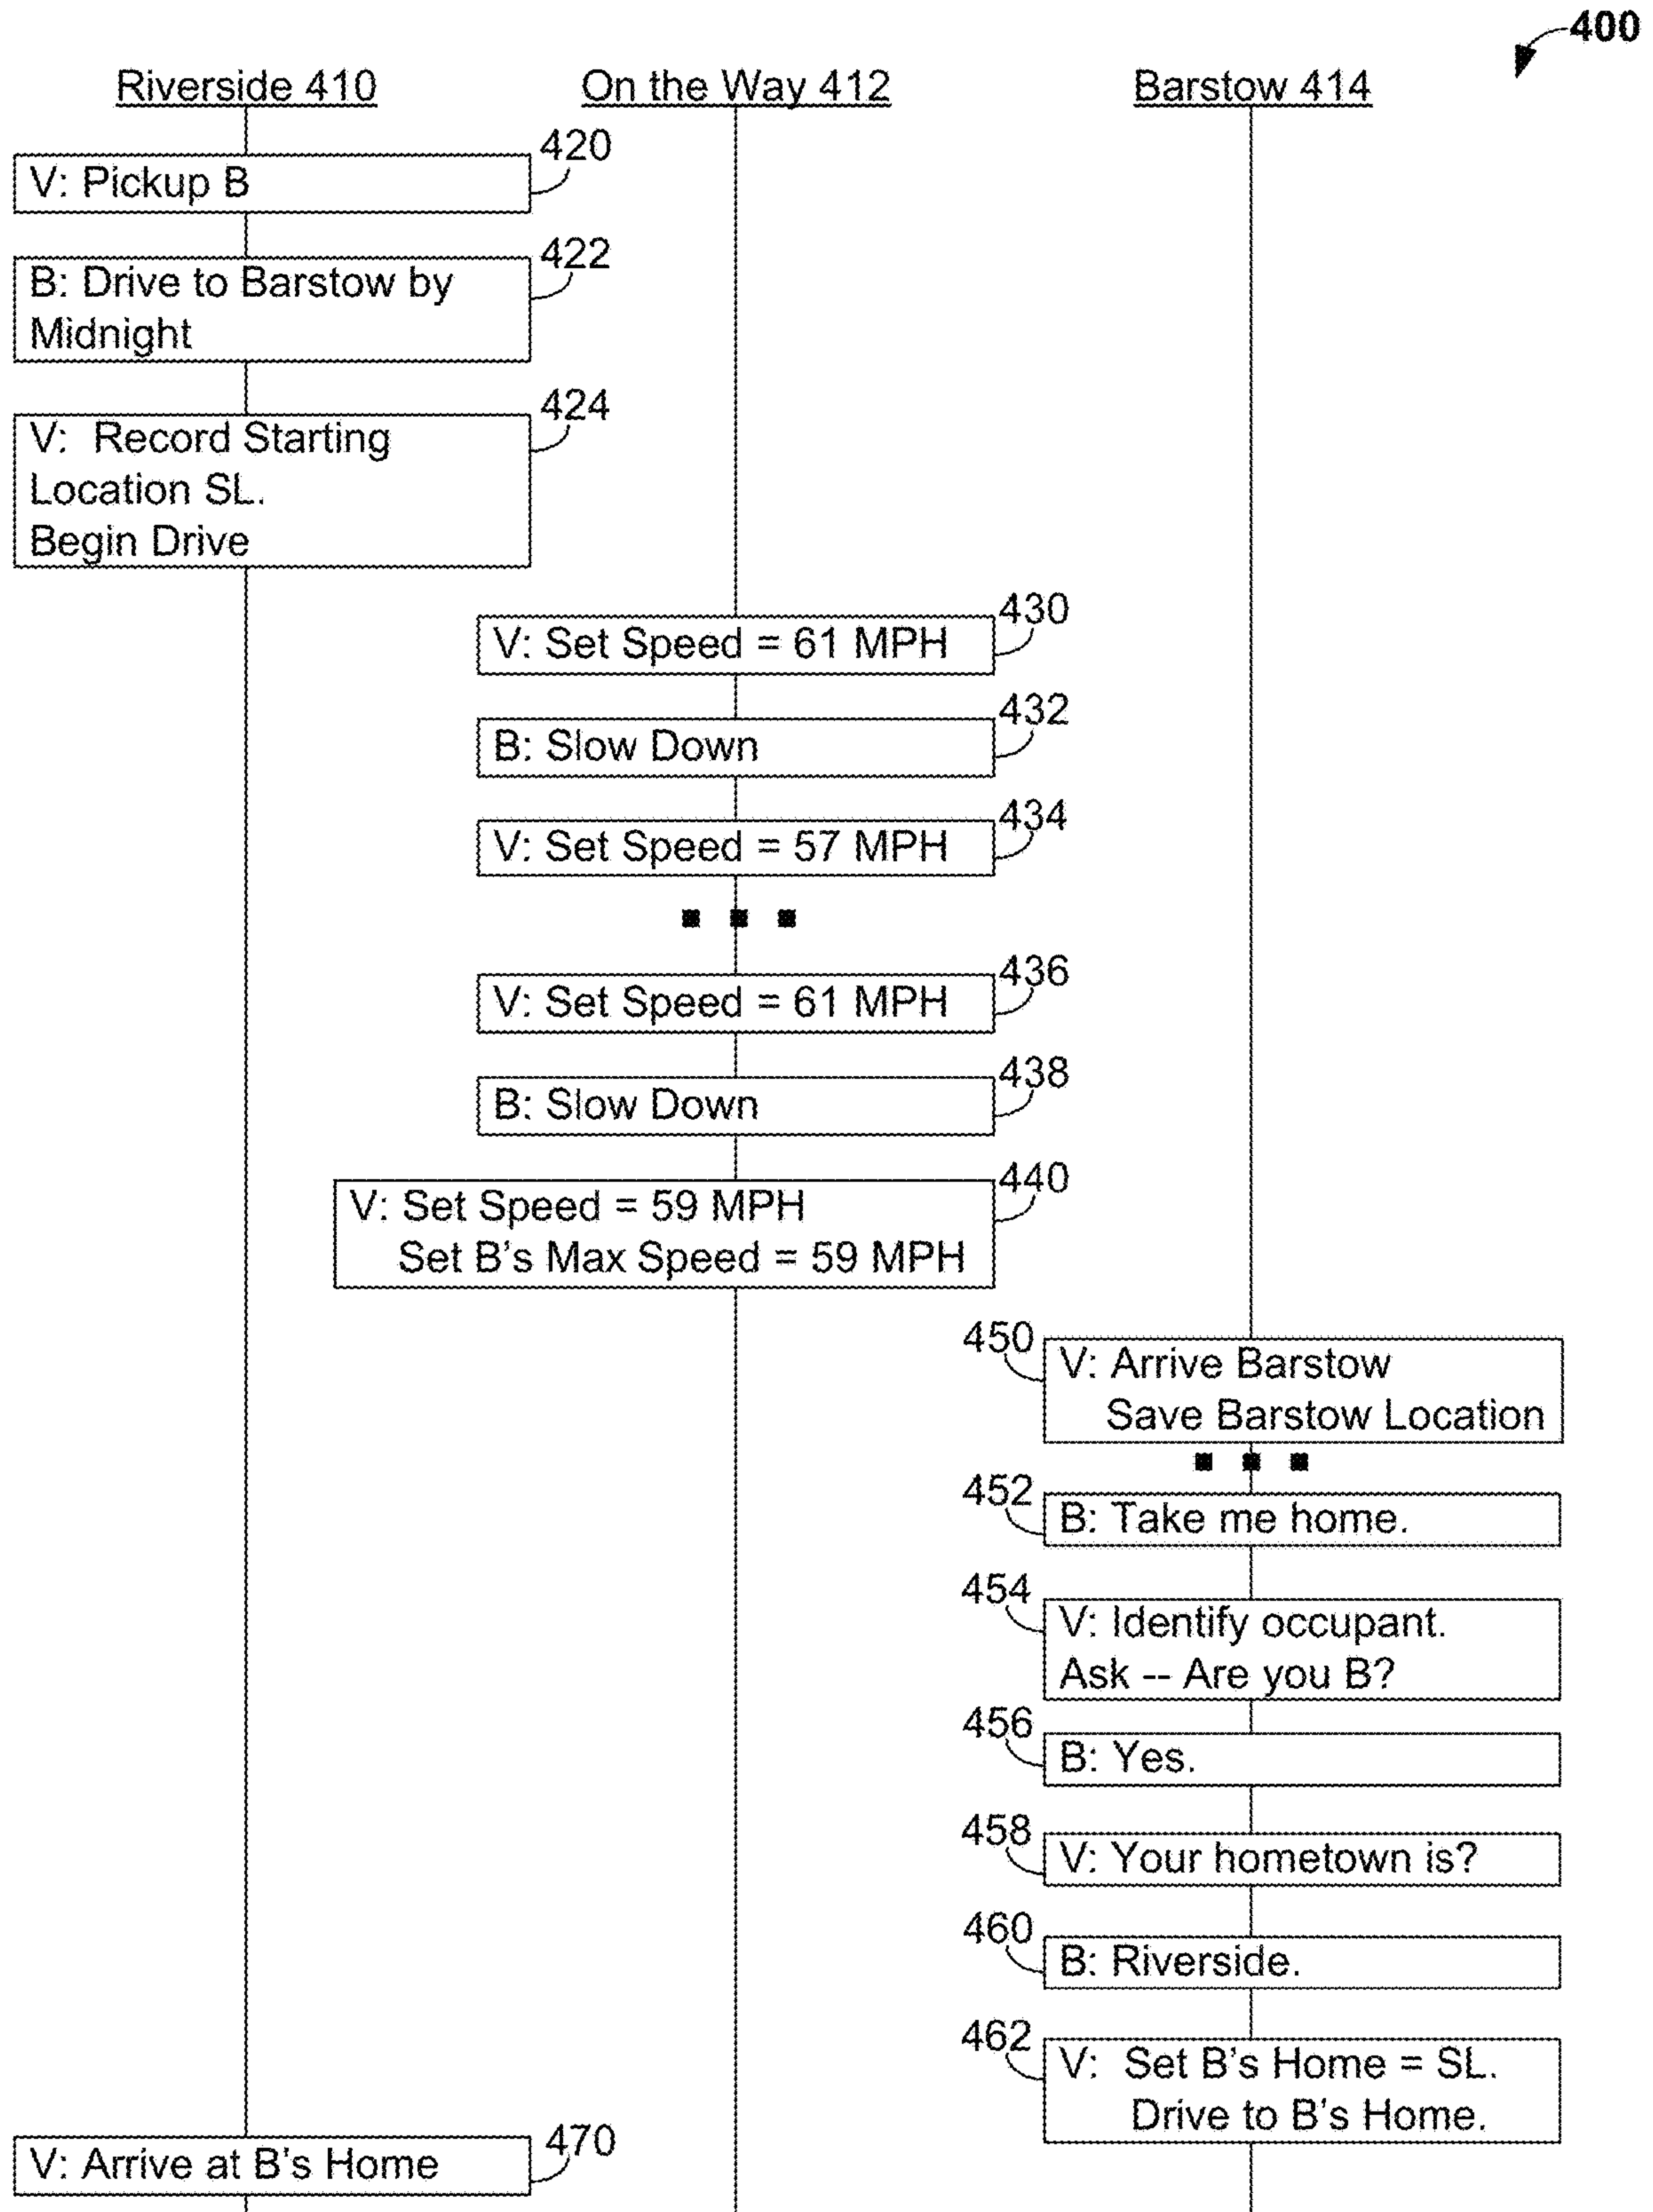 400
Riverside 410
On the Way 412
Barstow 414
420
V: Pickup B
422
B: Drive to Barstow by
Midnight
424
V: Record Starting
Location SL.
Begin Drive
430
V: Set Speed = 61 MPH
432
B: Slow Down
434
V: Set Speed = 57 MPH
436
V: Set Speed = 61 MPH
438
B: Slow Down
440
V: Set Speed = 59 MPH
Set B's Max Speed = 59 MPH
450
V: Arrive Barstow
Save Barstow Location
452
B: Take me home.
454
V: Identify occupant.
Ask -- Are you B?
456
B: Yes.
458
V: Your hometown is?
460
B: Riverside.
462
V: Set B's Home = SL.
Drive to B's Home.
470
V: Arrive at B's Home